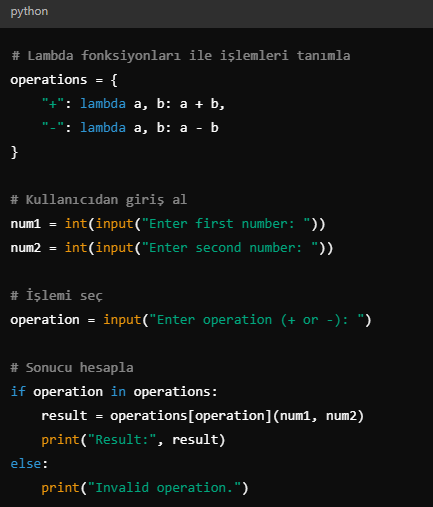 python
# Lambda fonksiyonları ile işlemleri tanımla
operations = {
    "+": lambda a, b: a + b,
    "-": lambda a, b: a - b
}
# Kullanıcıdan giriş al
num1 = int(input("Enter first number: "))
num2 = int(input("Enter second number: "))
# İşlemi seç
operation = input("Enter operation (+ or -): ")
# Sonucu hesapla
if operation in operations:
    result = operations[operation](num1, num2)
    print("Result:", result)
else:
    print("Invalid operation.")